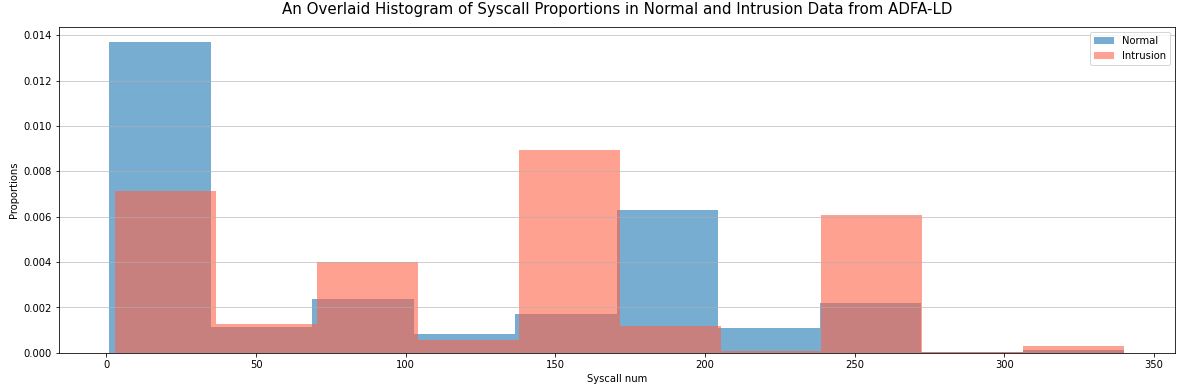 An Overlaid Histogram of Syscall Proportions in Normal and Intrusion Data from ADFA-LD
Normal
Intrusion
Proportions
0.014
0.012
0.010
0.008
0.006
0.004
0.002
0.000
0 50 100 150 200 250 300 350
Syscall num